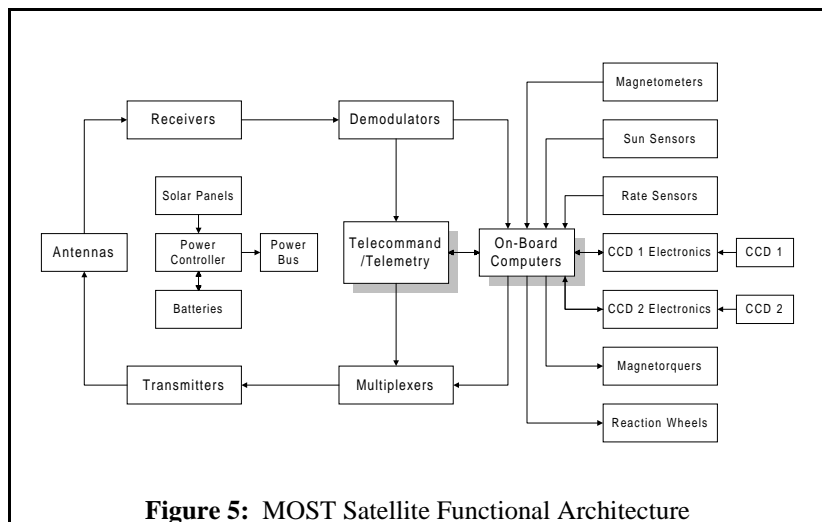 Magnetometers
Receivers
Demodulators
Sun Sensors
Solar Panels
Rate Sensors
Antennas
Power
Controller
Power
Bus
Telecommand
/Telemetry
On-Board
Computers
CCD 1 Electronics
CCD 1
Batteries
CCD 2 Electronics
CCD 2
Magnetorquers
Transmitters
Multiplexers
Reaction Wheels
Figure 5: MOST Satellite Functional Architecture